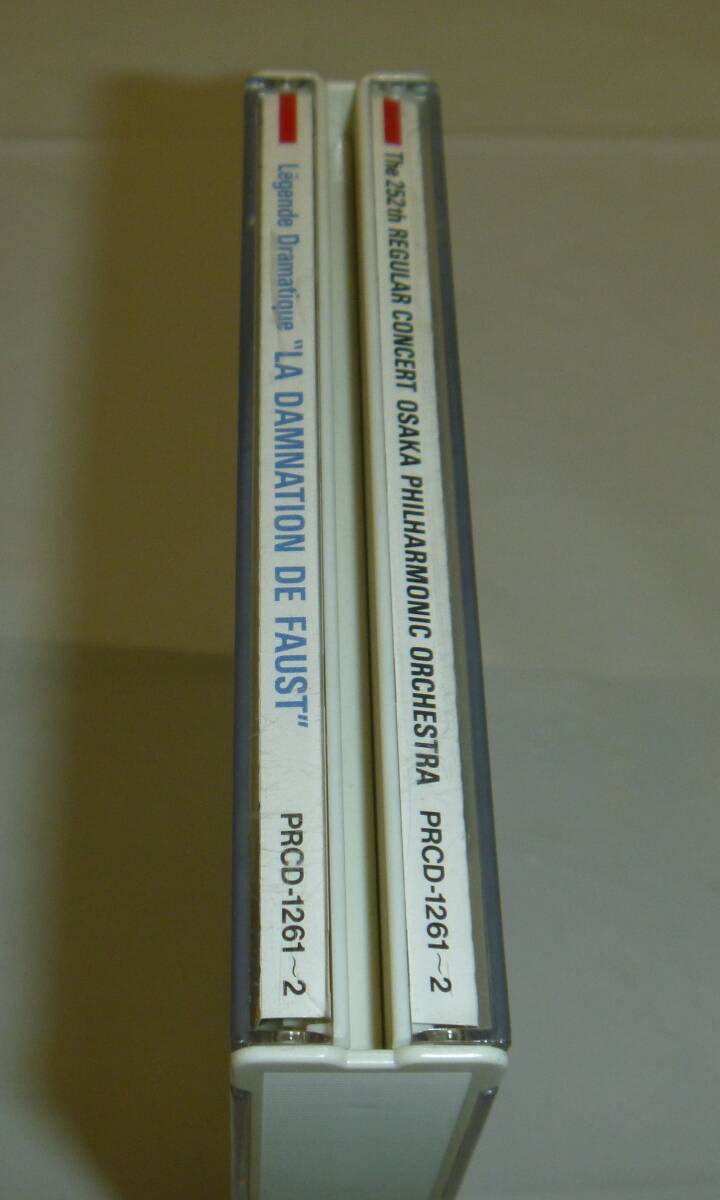 Légende Dramatique "LA DAMNATION DE FAUST" PRCD-1261~2
The 252th REGULAR CONCERT OSAKA PHILHARMONIC ORCHESTRA PRCD-1261~2